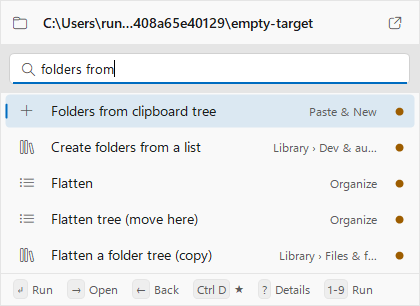 C:\Users\run...408a65e40129\empty-target
folders from
Folders from clipboard tree Paste & New
Create folders from a list Library › Dev & au...
Flatten Organize
Flatten tree (move here) Organize
Flatten a folder tree (copy) Library › Files & f...
↲ Run → Open ← Back Ctrl D ★ ? Details 1-9 Run